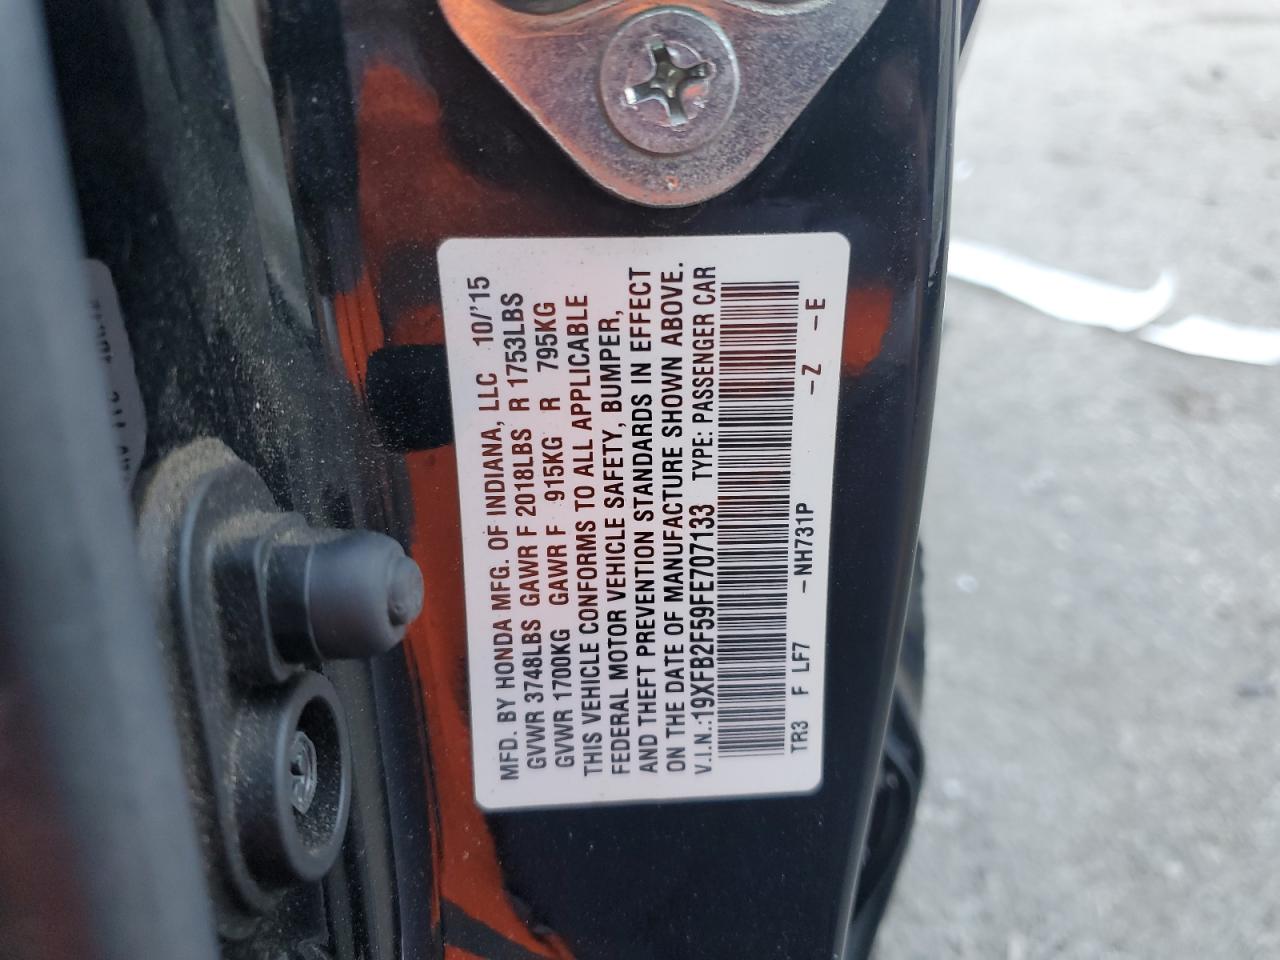 MFD. BY HONDA MFG. OF INDIANA, LLC 10/'15
GVWR 3748LBS GAWR F 2018LBS R 1753LBS
GVWR 1700KG GAWR F 915KG R 795KG
THIS VEHICLE CONFORMS TO ALL APPLICABLE
FEDERAL MOTOR VEHICLE SAFETY, BUMPER,
AND THEFT PREVENTION STANDARDS IN EFFECT
ON THE DATE OF MANUFACTURE SHOWN ABOVE.
V.I.N.:19XFB2F59FE707133 TYPE: PASSENGER CAR
TR3 F LF7 -NH731P -Z -E